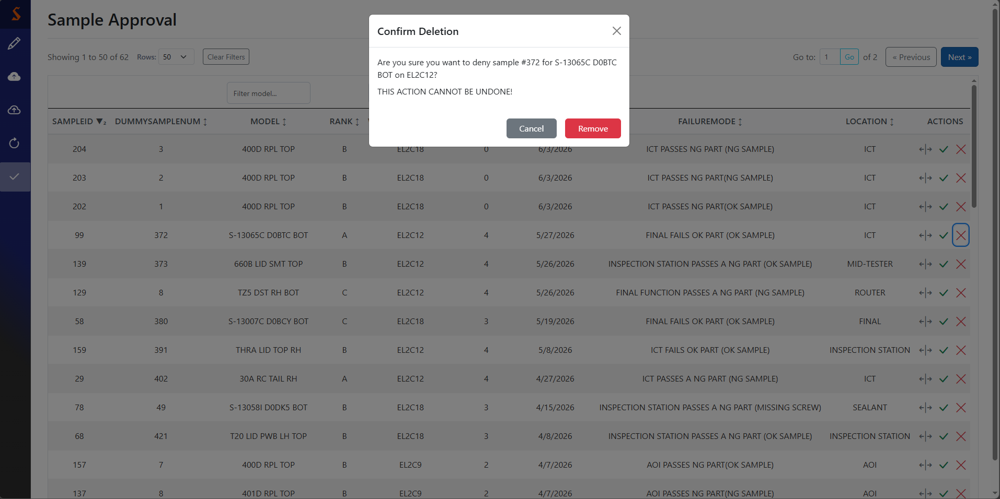 Sample Approval
Showing 1 to 50 of 62 Rows: 50 Clear Filters
Go to: 1 Go of 2 « Previous Next »
Filter model...
Confirm Deletion
Are you sure you want to deny sample #372 for S-13065C D0BTC
BOT on EL2C12?
THIS ACTION CANNOT BE UNDONE!
Cancel Remove
SAMPLEID ▼2 DUMMYSAMPLENUM ↕ MODEL ↕ RANK ↕ FAILUREMODE ↕ LOCATION ↕ ACTIONS
204 3 400D RPL TOP B EL2C18 0 6/3/2026 ICT PASSES NG PART (NG SAMPLE) ICT
203 2 400D RPL TOP B EL2C18 0 6/3/2026 ICT PASSES NG PART(NG SAMPLE) ICT
202 1 400D RPL TOP B EL2C18 0 6/3/2026 ICT PASSES NG PART(OK SAMPLE) ICT
99 372 S-13065C D0BTC BOT A EL2C12 4 5/27/2026 FINAL FAILS OK PART (OK SAMPLE) ICT
139 373 660B LID SMT TOP B EL2C12 4 5/26/2026 INSPECTION STATION PASSES A NG PART (OK SAMPLE) MID-TESTER
129 8 TZ5 DST RH BOT C EL2C12 4 5/26/2026 FINAL FUNCTION PASSES A NG PART (NG SAMPLE) ROUTER
58 380 S-13007C D0BCY BOT C EL2C18 3 5/19/2026 FINAL FAILS OK PART (OK SAMPLE) FINAL
159 391 THRA LID TOP RH B EL2C12 4 5/8/2026 ICT FAILS OK PART (OK SAMPLE) INSPECTION STATION
29 402 30A RC TAIL RH A EL2C12 4 4/27/2026 ICT PASSES A NG PART (NG SAMPLE) ICT
78 49 S-13058I D0DK5 BOT B EL2C18 3 4/15/2026 INSPECTION STATION PASSES A NG PART (MISSING SCREW) SEALANT
68 421 T20 LID PWB LH TOP B EL2C18 3 4/8/2026 INSPECTION STATION PASSES A NG PART (OK SAMPLE) INSPECTION STATION
157 7 400D RPL TOP B EL2C9 2 4/7/2026 AOI PASSES NG PART(OK SAMPLE) AOI
137 8 401D RPL TOP B EL2C9 2 4/7/2026 AOI PASSES NG PART(NG SAMPLE) AOI